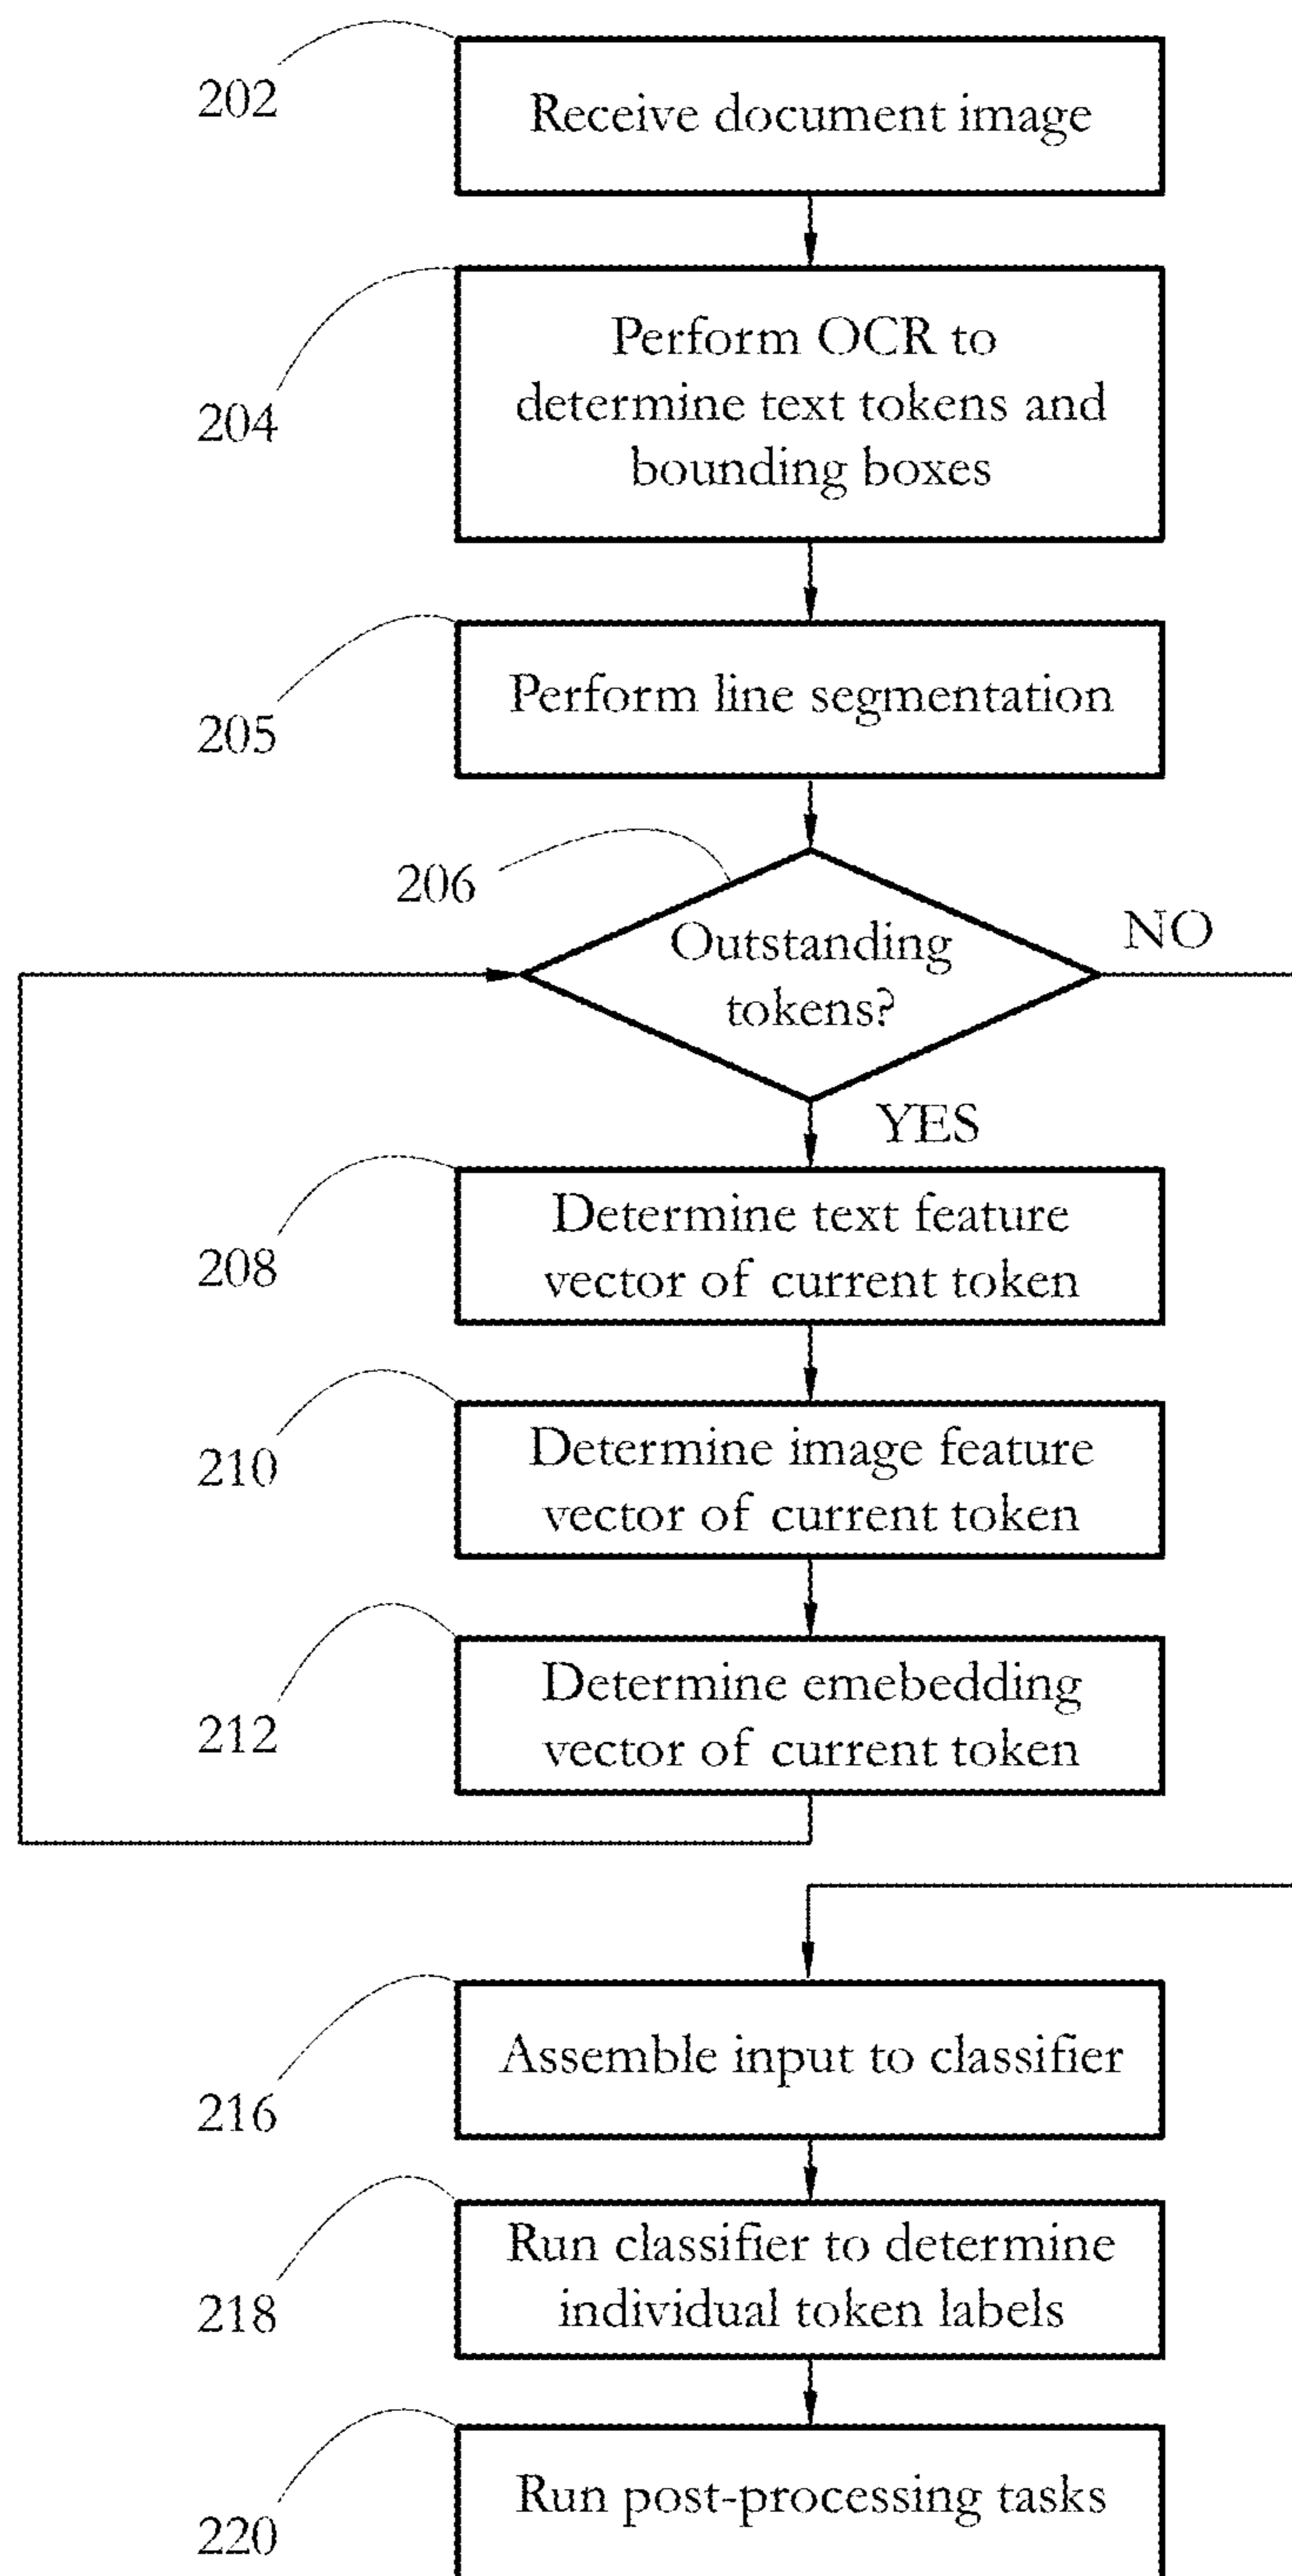 202
Receive document image
204
Perform OCR to
determine text tokens and
bounding boxes
205
Perform line segmentation
206
Outstanding
tokens?
NO
YES
208
Determine text feature
vector of current token
210
Determine image feature
vector of current token
212
Determine emebedding
vector of current token
216
Assemble input to classifier
218
Run classifier to determine
individual token labels
220
Run post-processing tasks